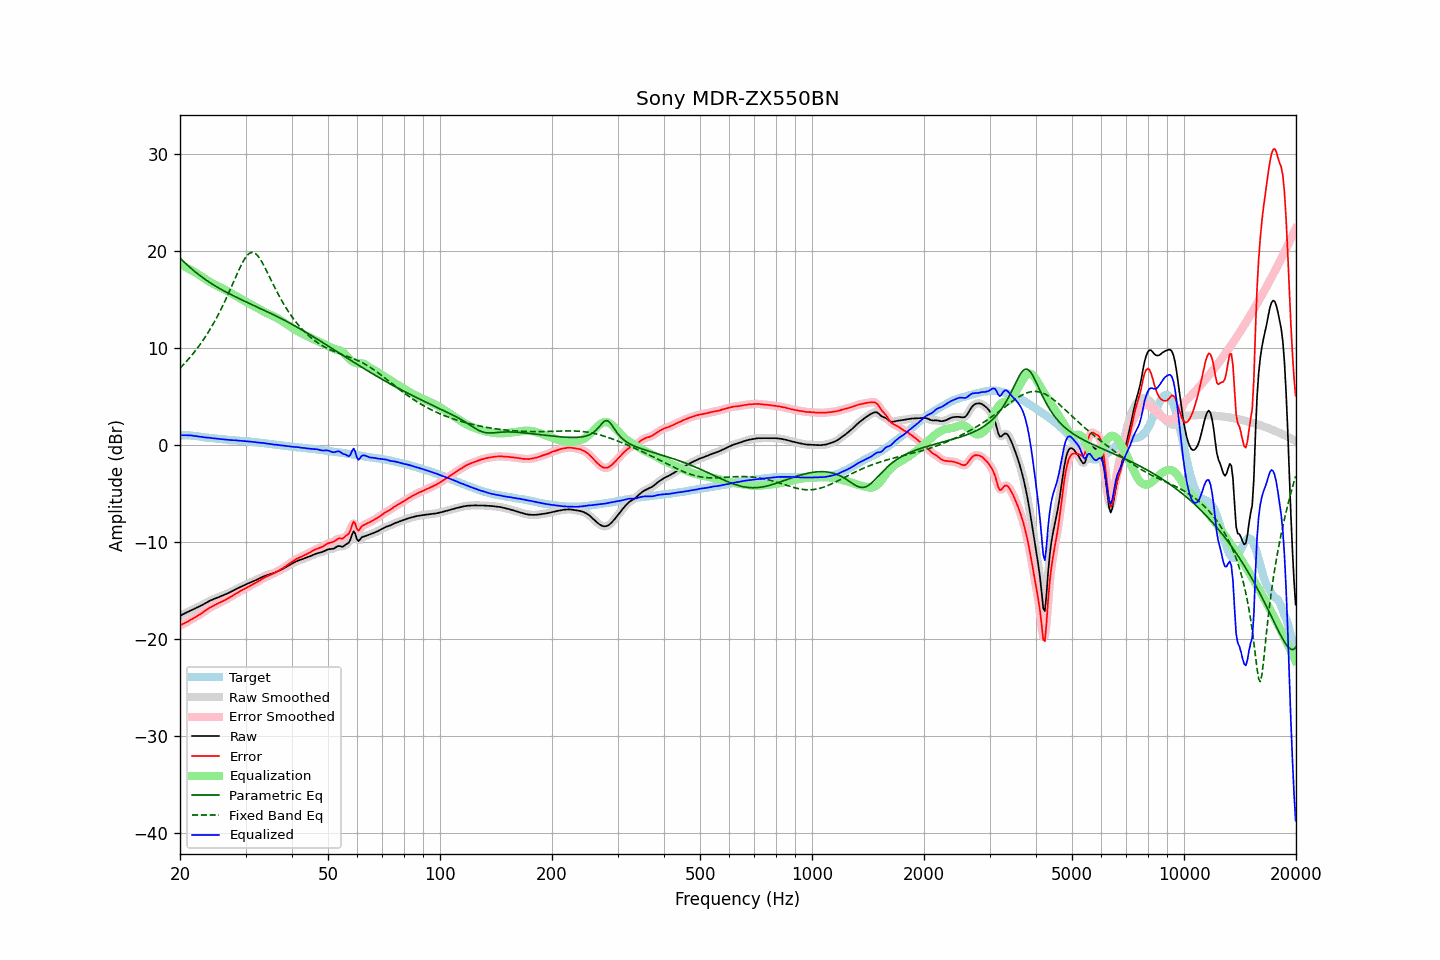 Sony MDR-ZX550BN
Amplitude (dBr)
30
20
10
0
−10
−20
−30
−40
Target
Raw Smoothed
Error Smoothed
Raw
Error
Equalization
Parametric Eq
Fixed Band Eq
Equalized
20
50
100
200
500
1000
2000
5000
10000
20000
Frequency (Hz)